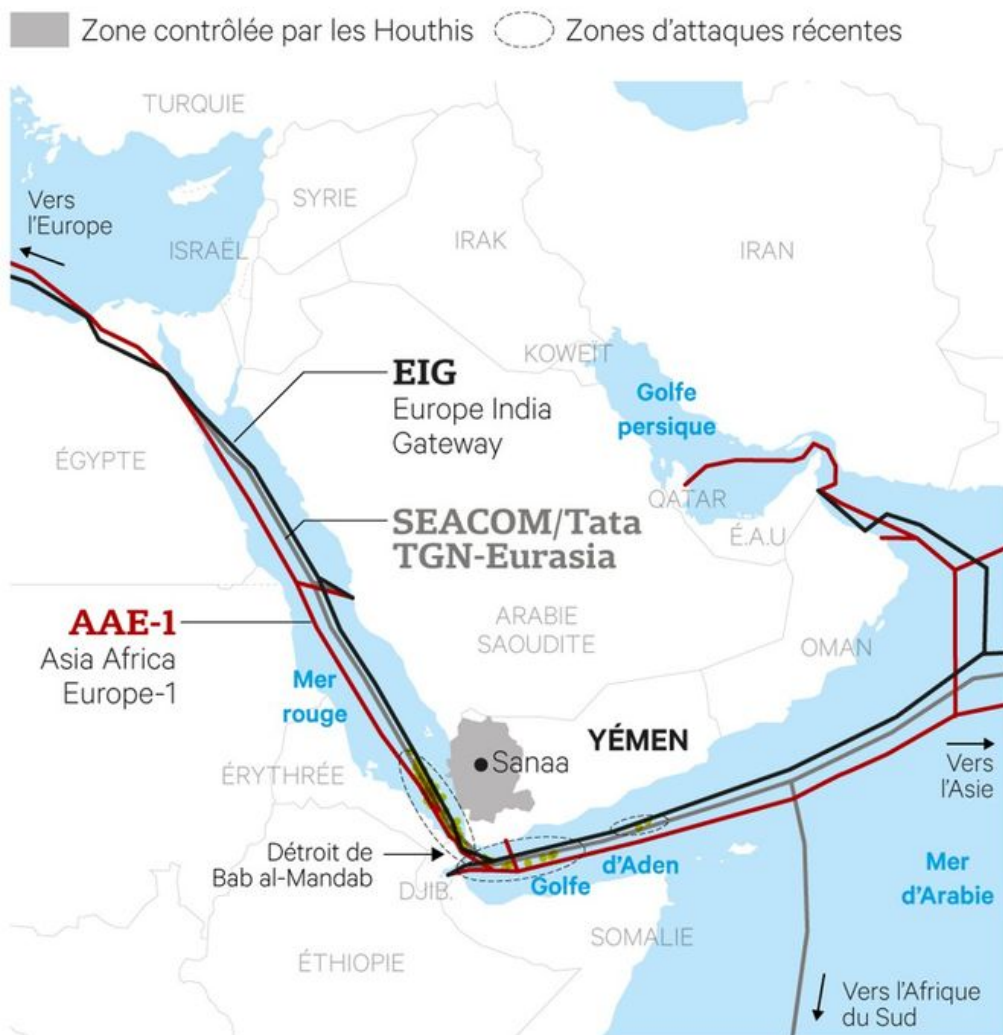 Zone contrôlée par les Houthis
Zones d'attaques récentes
TURQUIE
Vers
l'Europe
SYRIE
ISRAËL
IRAK
IRAN
KOWEÏT
EIG
Europe India
Gateway
Golfe
persique
ÉGYPTE
QATAR
SEACOM/Tata
TGN-Eurasia
É.A.U
AAE-1
Asia Africa
Europe-1
ARABIE
SAOUDITE
OMAN
Mer
rouge
YÉMEN
Sanaa
ÉRYTHRÉE
Vers
l'Asie
Détroit de
Bab al-Mandab
DJIB.
Golfe
d'Aden
Mer
d'Arabie
SOMALIE
ÉTHIOPIE
Vers l'Afrique
du Sud